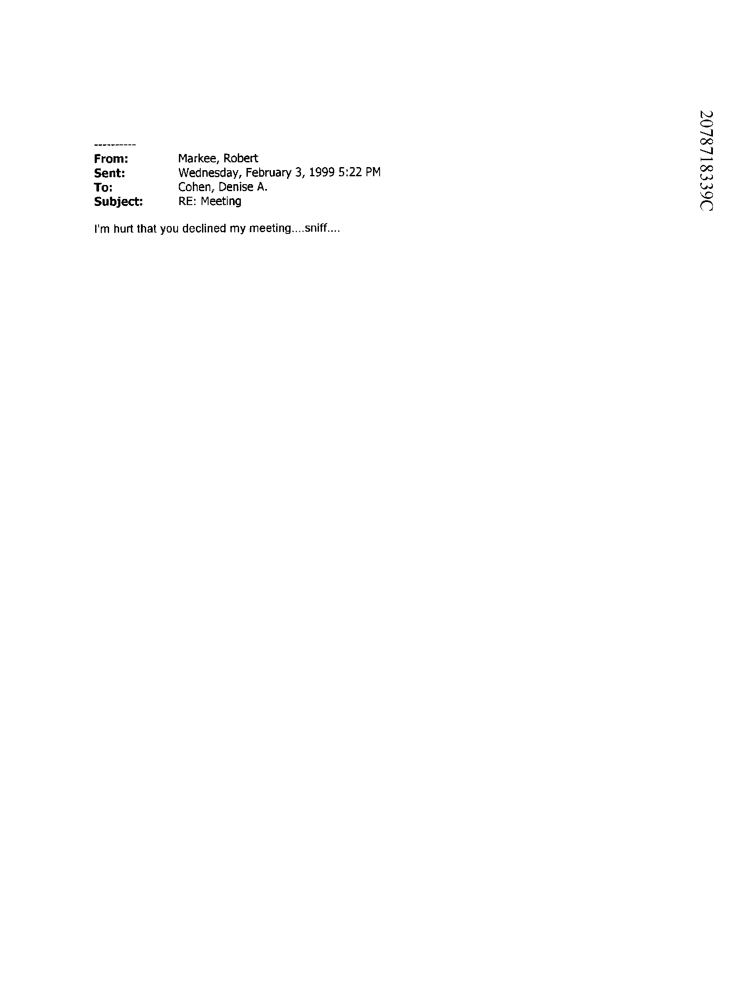 ----------
From: Markee, Robert
Sent: Wednesday, February 3, 1999 5:22 PM
To: Cohen, Denise A.
Subject: RE: Meeting
I'm hurt that you declined my meeting....sniff....
2078718339C